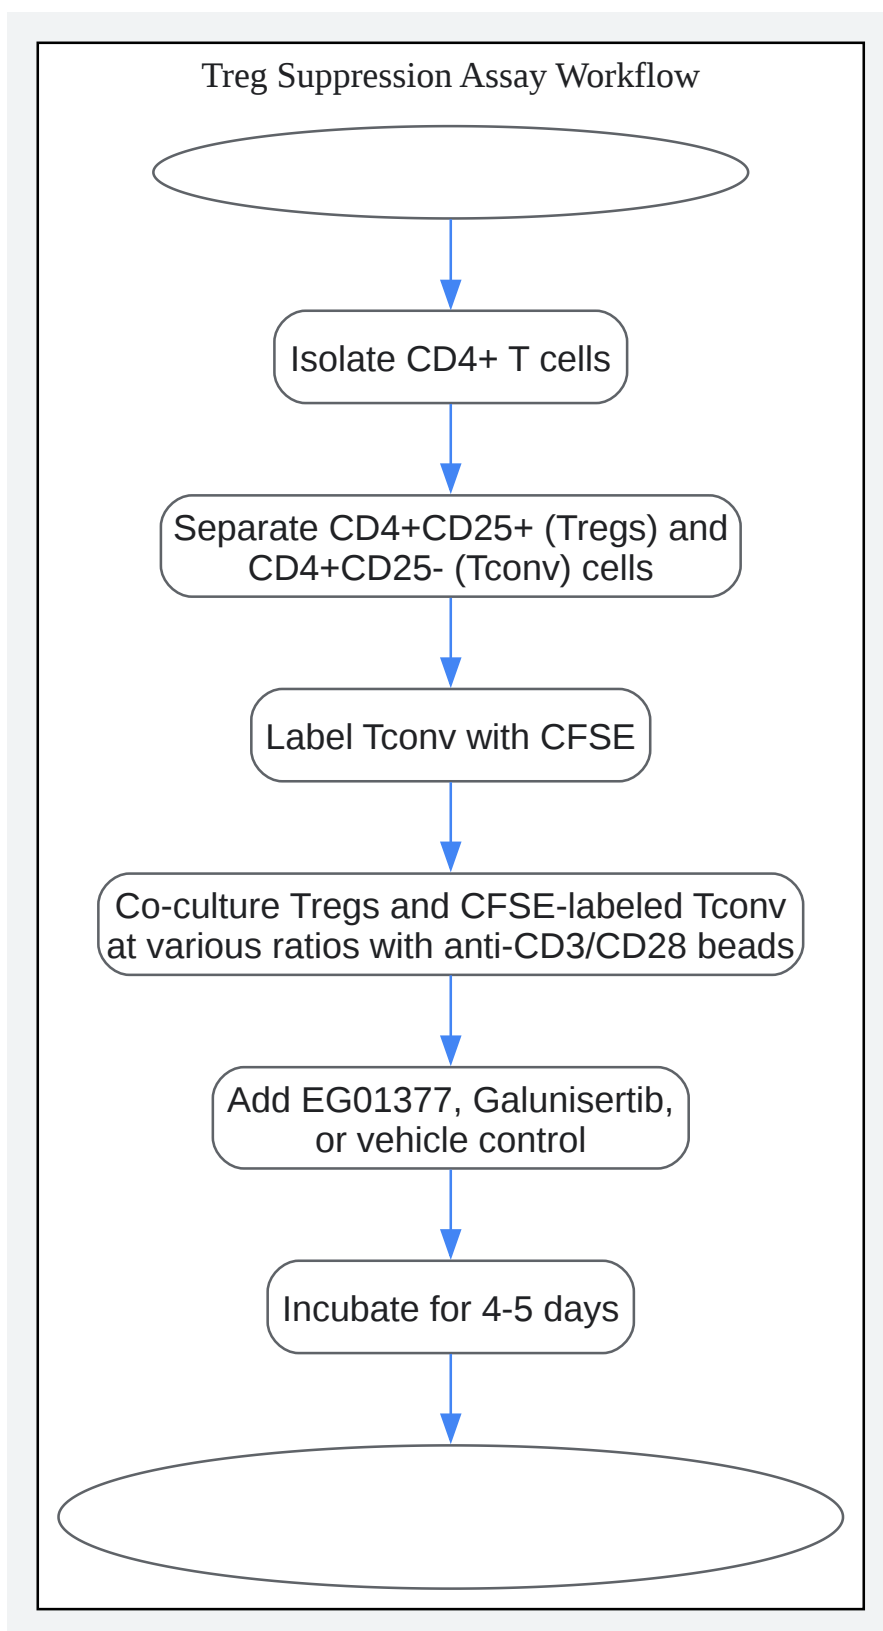 Treg Suppression Assay Workflow
Isolate CD4+ T cells
Separate CD4+CD25+ (Tregs) and
CD4+CD25- (Tconv) cells
Label Tconv with CFSE
Co-culture Tregs and CFSE-labeled Tconv
at various ratios with anti-CD3/CD28 beads
Add EG01377, Galunisertib,
or vehicle control
Incubate for 4-5 days